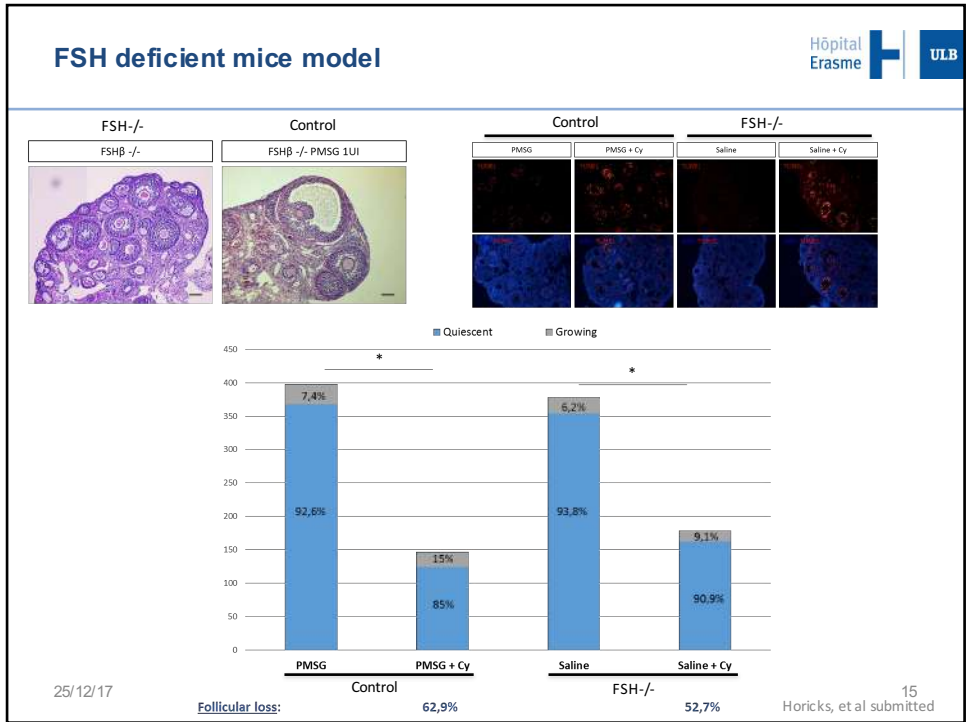 FSH deficient mice model
Hôpital
Erasme
ULB
FSH-/-
Control
FSHβ -/-
FSHβ -/- PMSG 1UI
Control
FSH-/-
PMSG
PMSG + Cy
Saline
Saline + Cy
Quiescent
Growing
450
400
350
300
250
200
150
100
50
0
*
*
7,4%
92,6%
15%
85%
6,2%
93,8%
9,1%
90,9%
PMSG
PMSG + Cy
Saline
Saline + Cy
Control
FSH-/-
25/12/17
15
Follicular loss:
62,9%
52,7%
Horicks, et al submitted